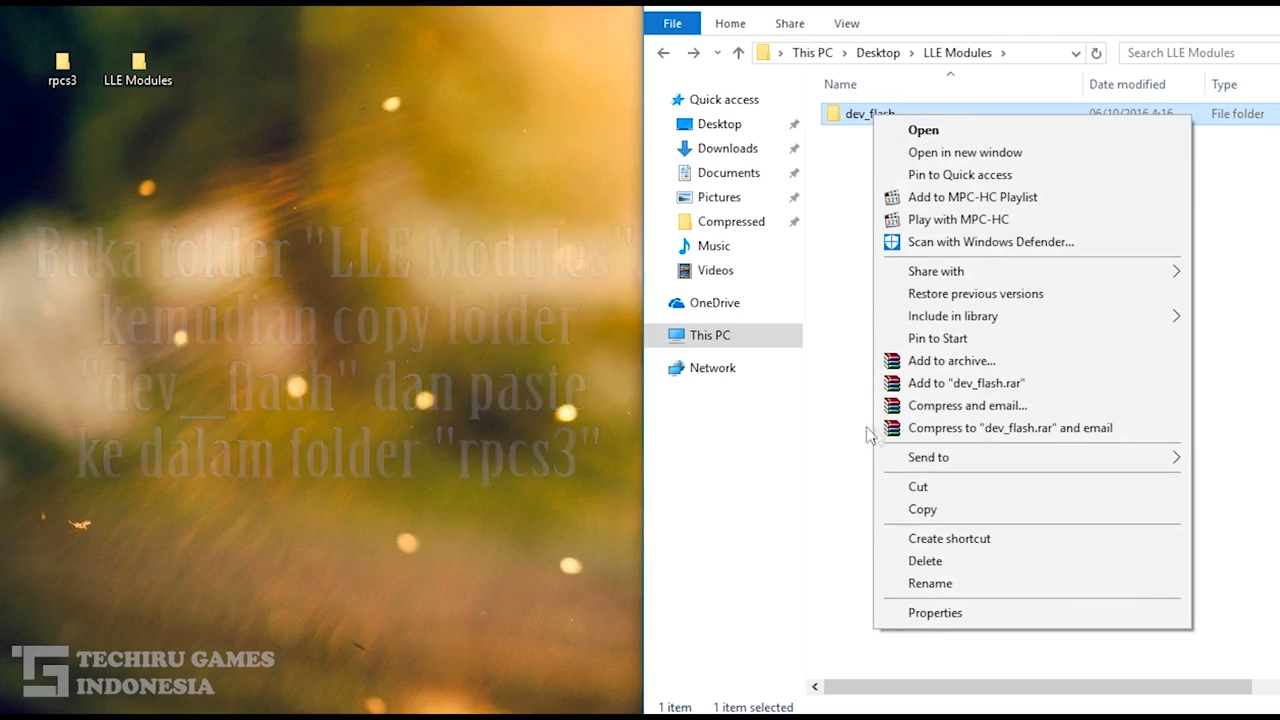 rpcs3
LLE Modules
Buka folder "LLE Modules"
kemudian copy folder
"dev_flash" dan paste
ke dalam folder "rpcs3"
TECHIRU GAMES
INDONESIA
File
Home
Share
View
This PC
Desktop
LLE Modules
Search LLE Modules
Name
Date modified
Type
Quick access
Desktop
Downloads
Documents
Pictures
Compressed
Music
Videos
OneDrive
This PC
Network
dev_flash
06/10/2016 4:16
File folder
Open
Open in new window
Pin to Quick access
Add to MPC-HC Playlist
Play with MPC-HC
Scan with Windows Defender...
Share with
Restore previous versions
Include in library
Pin to Start
Add to archive...
Add to "dev_flash.rar"
Compress and email...
Compress to "dev_flash.rar" and email
Send to
Cut
Copy
Create shortcut
Delete
Rename
Properties
1 item
1 item selected